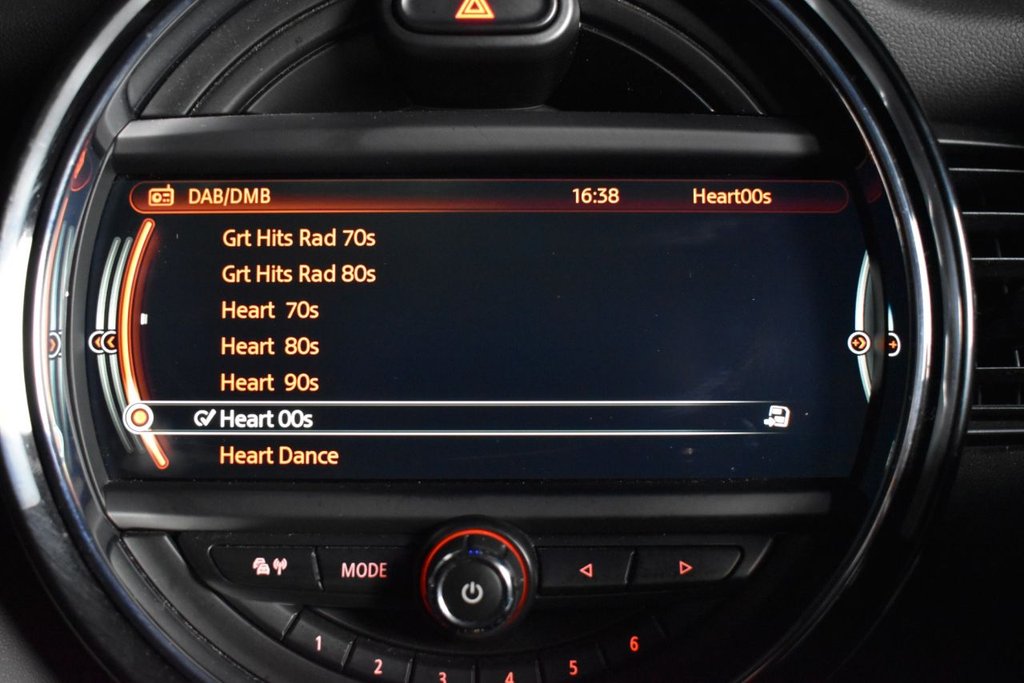 DAB/DMB 16:38 Heart00s
Grt Hits Rad 70s
Grt Hits Rad 80s
Heart 70s
Heart 80s
Heart 90s
Heart 00s
Heart Dance
MODE
1 2 3 4 5 6